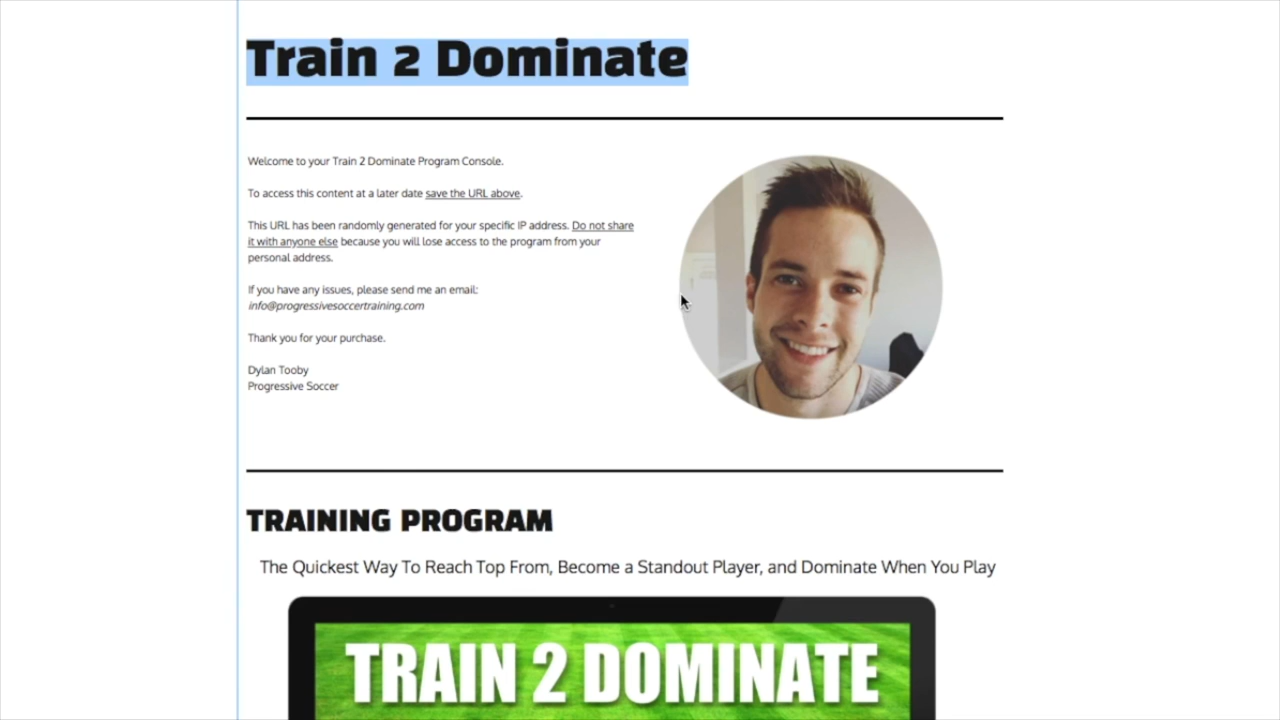 Train 2 Dominate
Welcome to your Train 2 Dominate Program Console.
To access this content at a later date save the URL above.
This URL has been randomly generated for your specific IP address. Do not share
it with anyone else because you will lose access to the program from your
personal address.
If you have any issues, please send me an email:
info@progressivesoccertraining.com
Thank you for your purchase.
Dylan Tooby
Progressive Soccer
TRAINING PROGRAM
The Quickest Way To Reach Top From, Become a Standout Player, and Dominate When You Play
TRAIN 2 DOMINATE